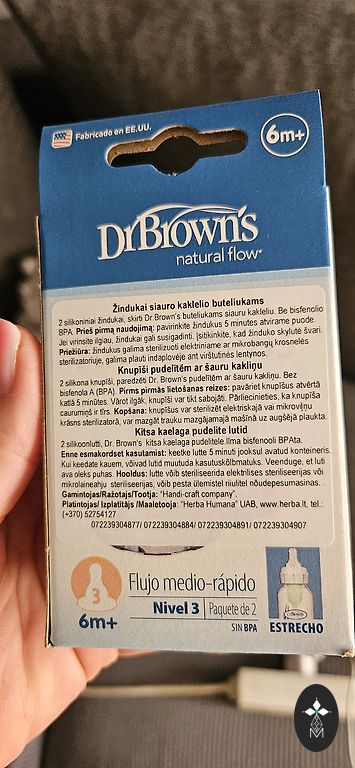 Fabricado en EE.UU.
6m+
Dr Brown's
natural flow®
Žindukai siauro kaklelio buteliukams
2 silikoniniai žindukai, skirti Dr.Brown's buteliukams siauru kakleliu. Be bisfenolio
BPA. Prieš pirmą naudojimą: pavirinkite žindukus 5 minutes atvirame puode.
Jei virinsite ilgiau, žindukai gali susigadinti. Įsitikinkite, kad žinduko skylutė švari.
Priežiūra: žindukus galima sterilizuoti elektriniame ar mikrobangų krosnelės
sterilizatoriuje, galima plauti indaplovėje ant viršutinės lentynos.
Knupīši pudelītēm ar šauru kakliņu
2 silikona knupīši, paredzēti Dr. Brown's pudelītēm ar šauru kakliņu. Bez
bisfenola A (BPA). Pirms pirmās lietošanas reizes: pavāriet knupīšus atvērtā
katlā 5 minūtes. Vārot ilgāk, knupīši var tikt sabojāti. Pārliecinieties, ka knupīša
caurumiņš ir tīrs. Kopšana: knupīšus var sterilizēt elektriskajā vai mikroviļņu
krāsns sterilizatorā, var mazgāt trauku mazgājamajā mašīnā uz augšējā plaukta.
Kitsa kaelaga pudelite lutid
2 silikoonlutti, Dr. Brown's kitsa kaelaga pudelitele. Ilma bisfenooli BPAta.
Enne esmakordset kasutamist: keetke lutte 5 minuti jooksul avatud konteineris.
Kui keedate kauem, võivad lutid muutuda kasutuskõlbmatuks. Veenduge, et luti
ava oleks puhas. Hooldus: lutte võib steriliseerida elektrilises steriliseerijas või
mikrolaineahju steriliseerijas, võib pesta ülemistel riiulitel nõudepesumasinas.
Gamintojas/Ražotājs/Tootja: "Handi-craft company".
Platintojas/ Izplatītājs /Maaletooja: "Herba Humana" UAB, www.herba.lt, tel.:
(+370) 52754127
072239304877/ 072239304884/ 072239304891/ 072239304907
3
6m+
Flujo medio-rápido
Nivel 3
Paquete de 2
SIN BPA
ESTRECHO
M